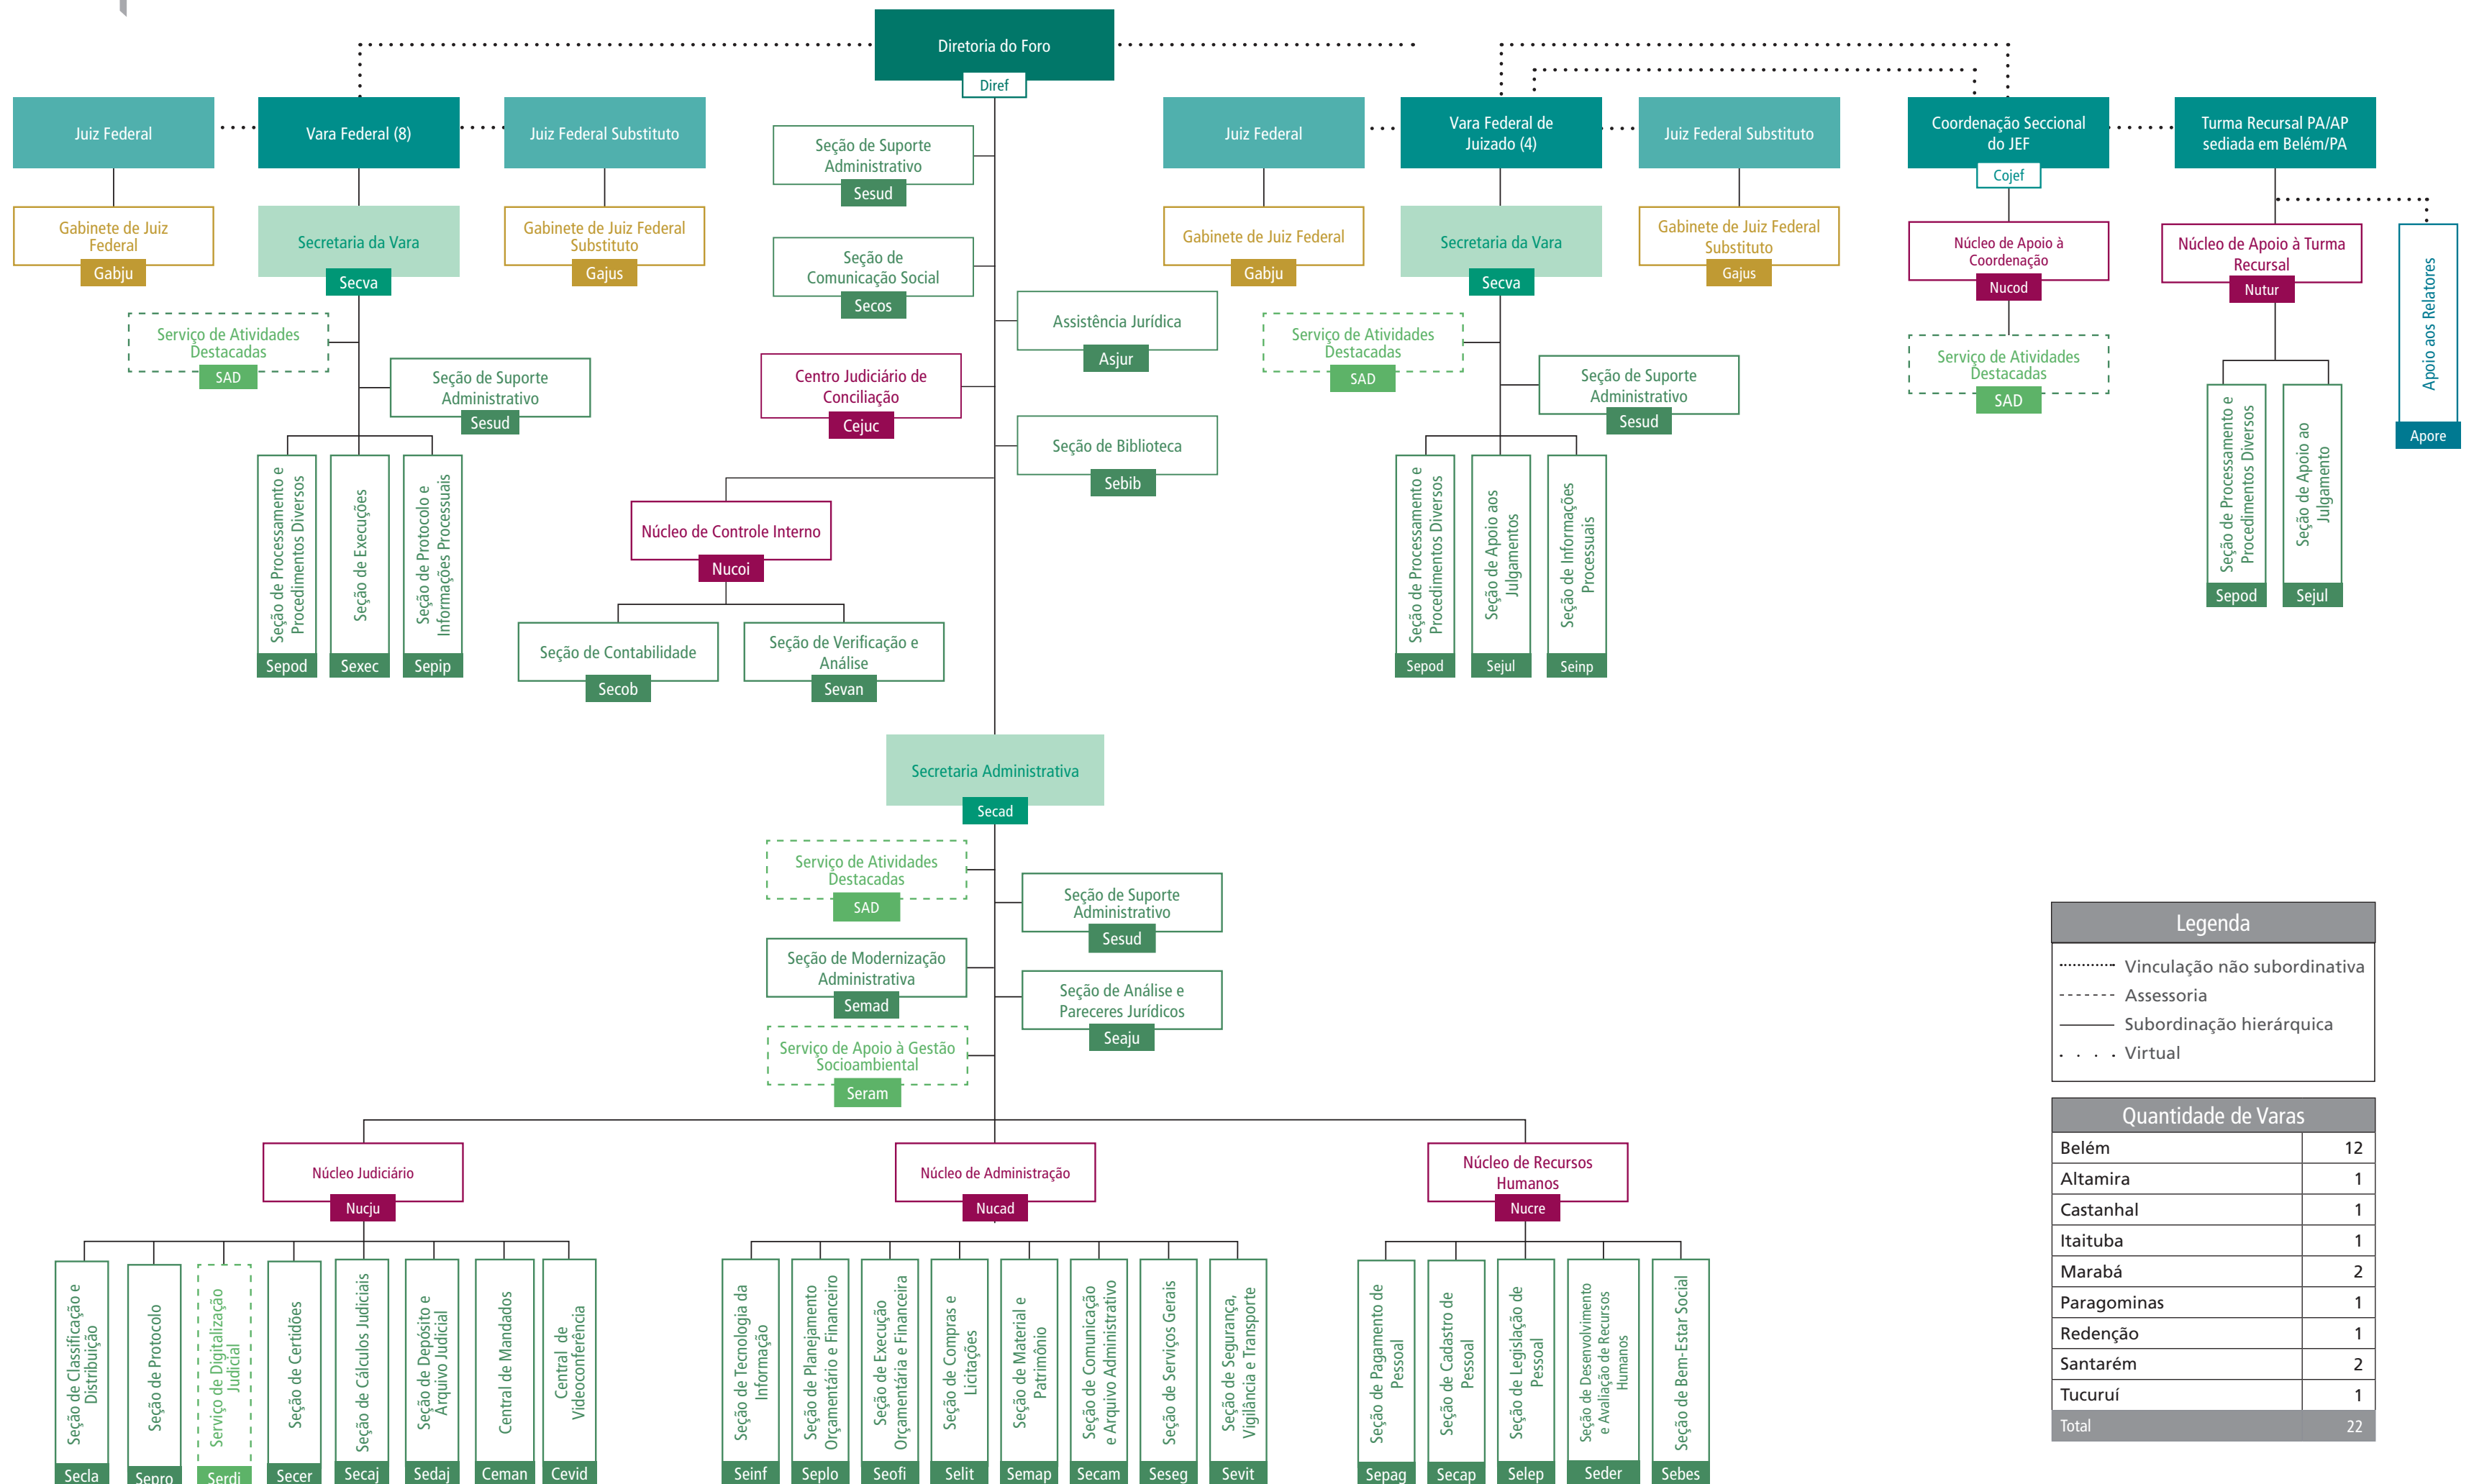 Diretoria do Foro
Diref
Juiz Federal
Vara Federal (8)
Juiz Federal Substituto
Gabinete de Juiz
Federal
Gabju
Secretaria da Vara
Secva
Gabinete de Juiz Federal
Substituto
Gajus
Serviço de Atividades
Destacadas
SAD
Seção de Suporte
Administrativo
Sesud
Seção de Processamento e
Procedimentos Diversos
Sepod
Seção de Execuções
Sexec
Seção de Protocolo e
Informações Processuais
Sepip
Seção de Suporte
Administrativo
Sesud
Seção de
Comunicação Social
Secos
Assistência Jurídica
Asjur
Centro Judiciário de
Conciliação
Cejuc
Seção de Biblioteca
Sebib
Núcleo de Controle Interno
Nucoi
Seção de Contabilidade
Secob
Seção de Verificação e
Análise
Sevan
Juiz Federal
Vara Federal de
Juizado (4)
Juiz Federal Substituto
Gabinete de Juiz Federal
Gabju
Secretaria da Vara
Secva
Gabinete de Juiz Federal
Substituto
Gajus
Serviço de Atividades
Destacadas
SAD
Seção de Suporte
Administrativo
Sesud
Seção de Processamento e
Procedimentos Diversos
Sepod
Seção de Apoio aos
Julgamentos
Sejul
Seção de Informações
Processuais
Seinp
Coordenação Seccional
do JEF
Cojef
Núcleo de Apoio à
Coordenação
Nucod
Serviço de Atividades
Destacadas
SAD
Turma Recursal PA/AP
sediada em Belém/PA
Núcleo de Apoio à Turma
Recursal
Nutur
Apoio aos Relatores
Apore
Seção de Processamento e
Procedimentos Diversos
Sepod
Seção de Apoio ao
Julgamento
Sejul
Secretaria Administrativa
Secad
Serviço de Atividades
Destacadas
SAD
Seção de Suporte
Administrativo
Sesud
Seção de Modernização
Administrativa
Semad
Seção de Análise e
Pareceres Jurídicos
Seaju
Serviço de Apoio à Gestão
Socioambiental
Seram
Núcleo Judiciário
Nucju
Seção de Classificação e
Distribuição
Secla
Seção de Protocolo
Sepro
Serviço de Digitalização
Judicial
Serdi
Seção de Certidões
Secer
Seção de Cálculos Judiciais
Secaj
Seção de Depósito e
Arquivo Judicial
Sedaj
Central de Mandados
Ceman
Central de
Videoconferência
Cevid
Núcleo de Administração
Nucad
Seção de Tecnologia da
Informação
Seinf
Seção de Planejamento
Orçamentário e Financeiro
Seplo
Seção de Execução
Orçamentária e Financeira
Seofi
Seção de Compras e
Licitações
Selit
Seção de Material e
Patrimônio
Semap
Seção de Comunicação
e Arquivo Administrativo
Secam
Seção de Serviços Gerais
Seseg
Seção de Segurança,
Vigilância e Transporte
Sevit
Núcleo de Recursos
Humanos
Nucre
Seção de Pagamento de
Pessoal
Sepag
Seção de Cadastro de
Pessoal
Secap
Seção de Legislação de
Pessoal
Selep
Seção de Desenvolvimento
e Avaliação de Recursos
Humanos
Seder
Seção de Bem-Estar Social
Sebes
Legenda
Vinculação não subordinativa
Assessoria
Subordinação hierárquica
Virtual
Quantidade de Varas
Belém 12
Altamira 1
Castanhal 1
Itaituba 1
Marabá 2
Paragominas 1
Redenção 1
Santarém 2
Tucuruí 1
Total 22